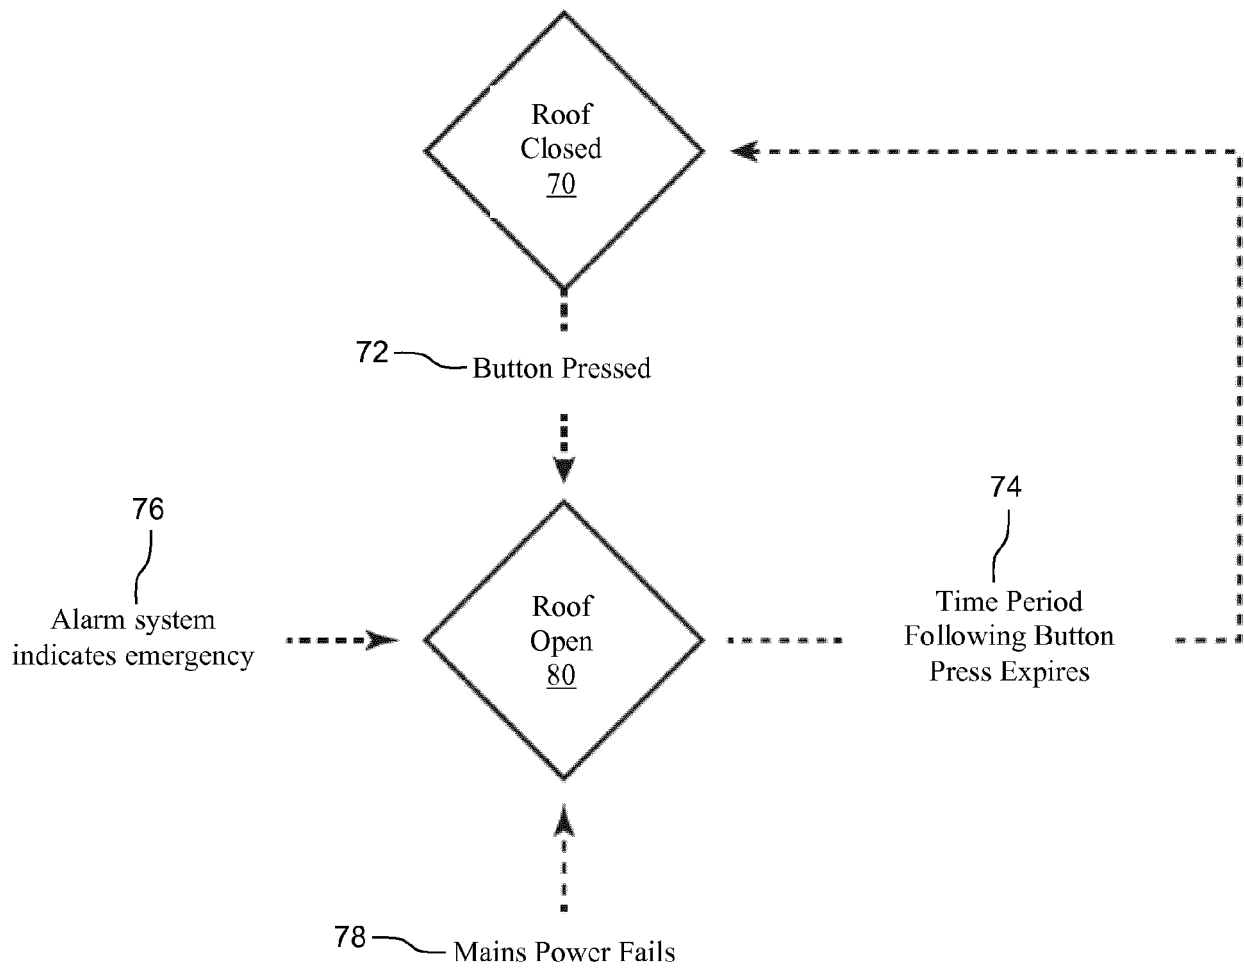 Roof
Closed
70
72
Button Pressed
76
Alarm system
indicates emergency
Roof
Open
80
74
Time Period
Following Button
Press Expires
78
Mains Power Fails